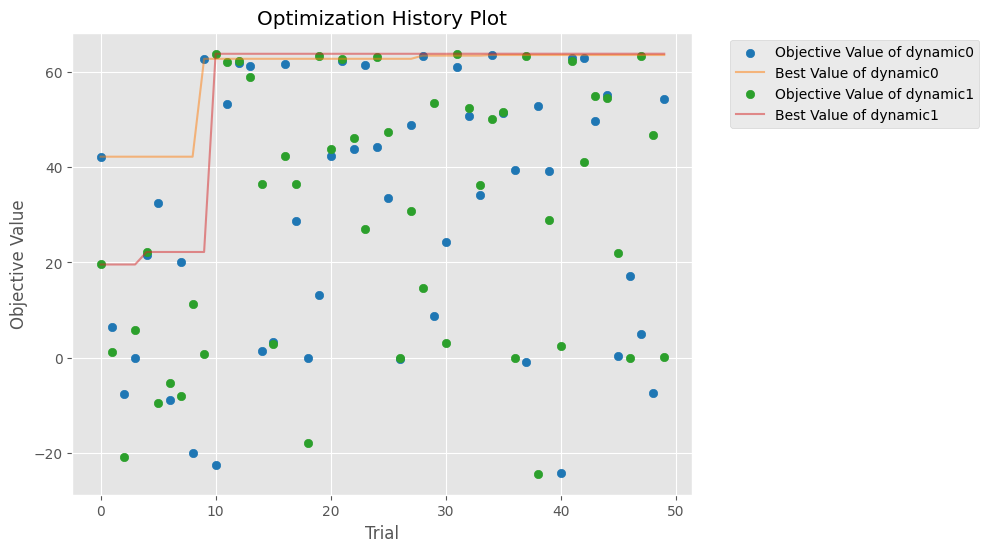 Optimization History Plot
Objective Value of dynamic0
Best Value of dynamic0
Objective Value of dynamic1
Best Value of dynamic1
Objective Value
60
40
20
0
−20
0 10 20 30 40 50
Trial